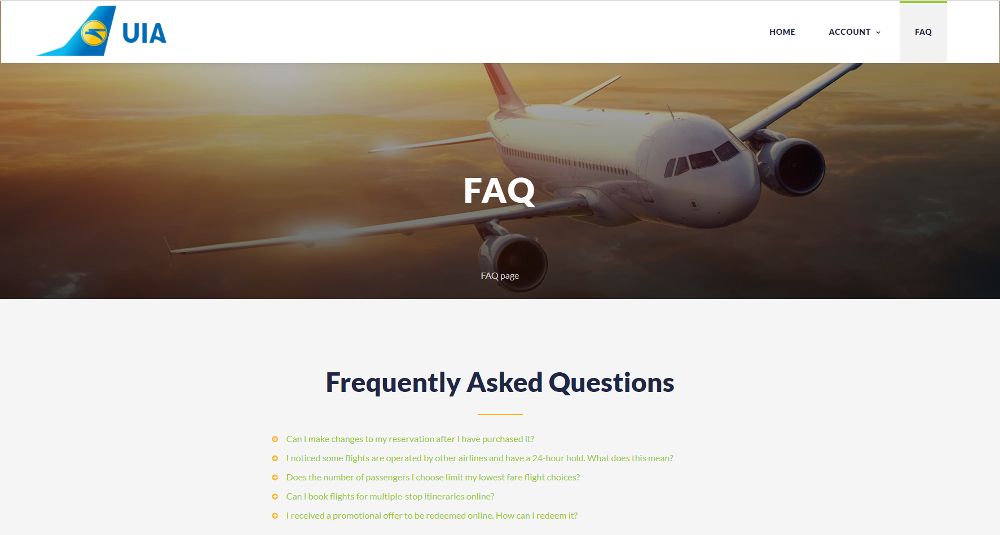 UIA
HOME
ACCOUNT
FAQ
FAQ
FAQ page
Frequently Asked Questions
Can I make changes to my reservation after I have purchased it?
I noticed some flights are operated by other airlines and have a 24-hour hold. What does this mean?
Does the number of passengers I choose limit my lowest fare flight choices?
Can I book flights for multiple-stop itineraries online?
I received a promotional offer to be redeemed online. How can I redeem it?